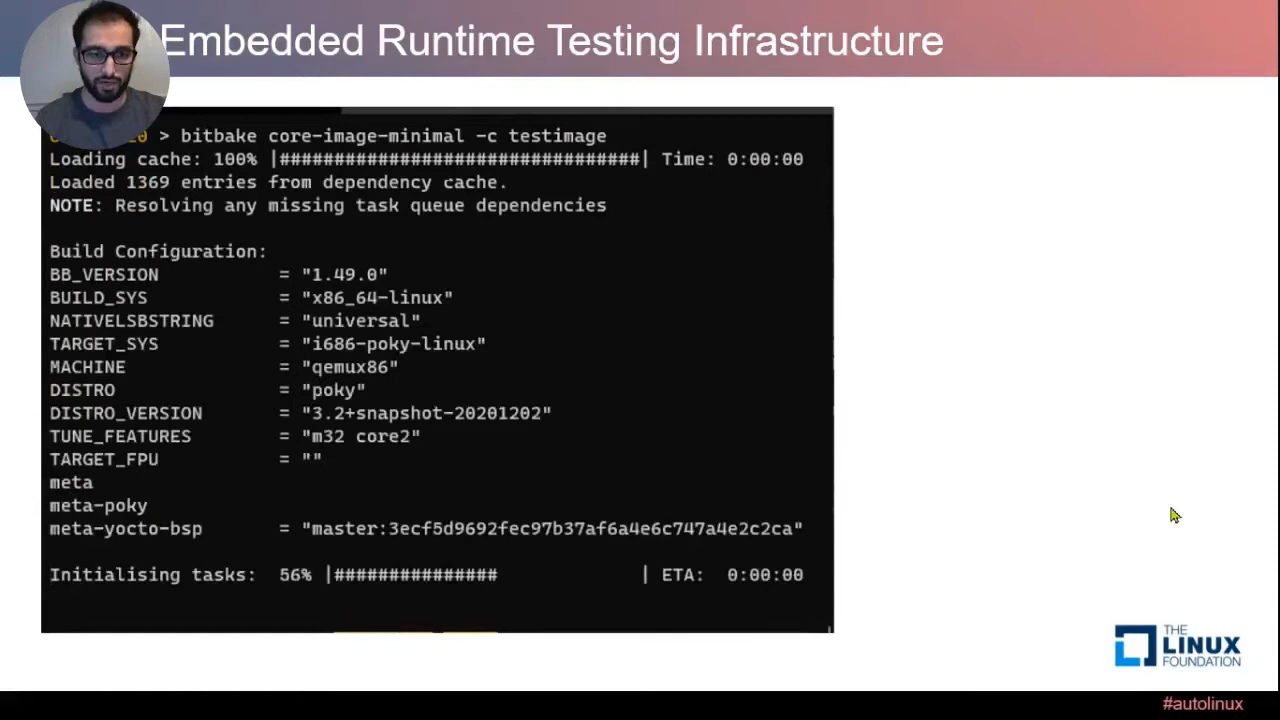 Embedded Runtime Testing Infrastructure
> bitbake core-image-minimal -c testimage
Loading cache: 100% |#################################| Time: 0:00:00
Loaded 1369 entries from dependency cache.
NOTE: Resolving any missing task queue dependencies
Build Configuration:
BB_VERSION = "1.49.0"
BUILD_SYS = "x86_64-linux"
NATIVELSBSTRING = "universal"
TARGET_SYS = "i686-poky-linux"
MACHINE = "qemux86"
DISTRO = "poky"
DISTRO_VERSION = "3.2+snapshot-20201202"
TUNE_FEATURES = "m32 core2"
TARGET_FPU = ""
meta
meta-poky
meta-yocto-bsp = "master:3ecf5d9692fec97b37af6a4e6c747a4e2c2ca"
Initialising tasks: 56% |############### | ETA: 0:00:00
THE
LINUX
FOUNDATION
#autolinux